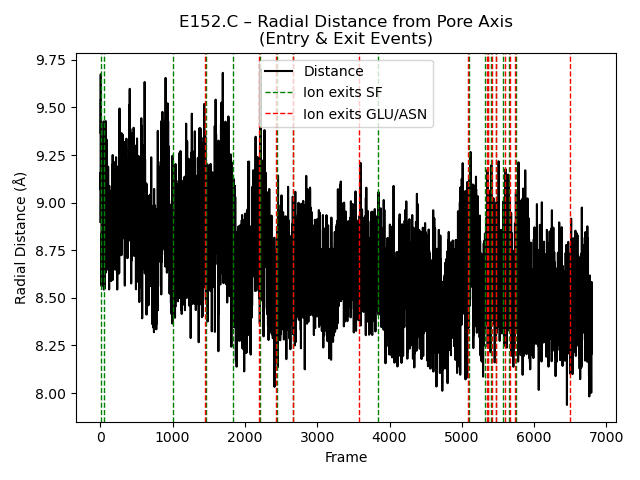 E152.C – Radial Distance from Pore Axis
(Entry & Exit Events)
Distance
Ion exits SF
Ion exits GLU/ASN
Radial Distance (Å)
9.75
9.50
9.25
9.00
8.75
8.50
8.25
8.00
0 1000 2000 3000 4000 5000 6000 7000
Frame